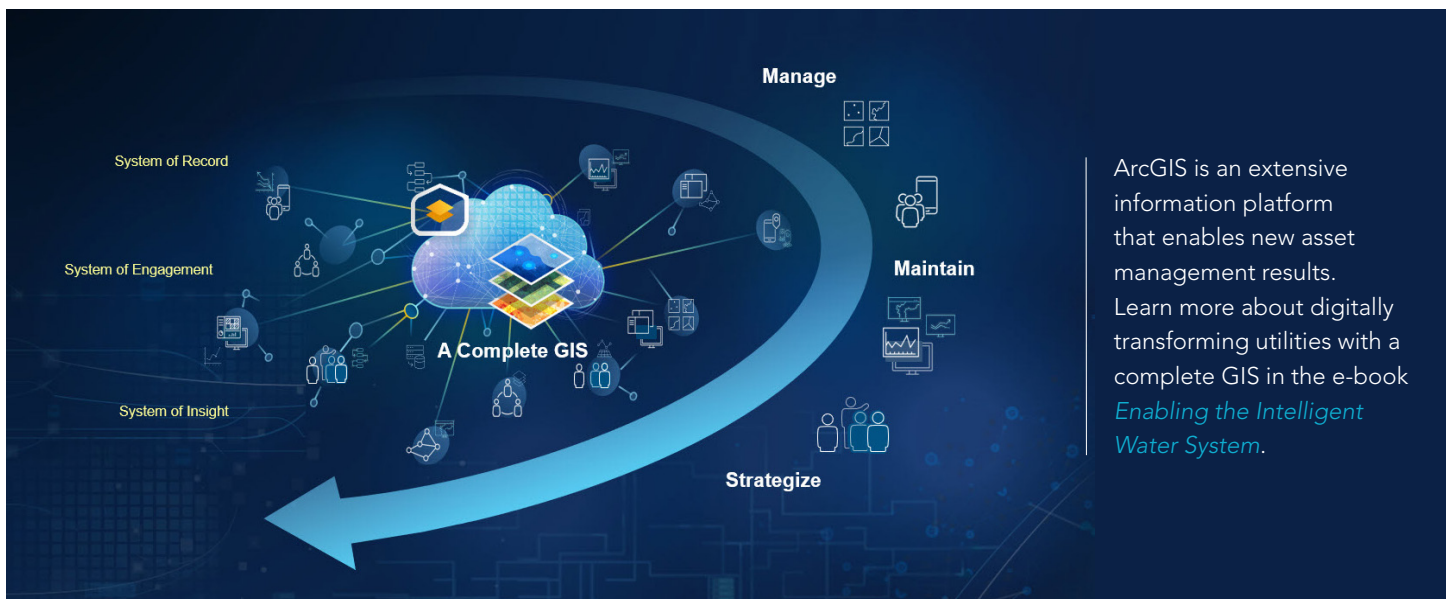 Manage
System of Record
System of Engagement
Maintain
A Complete GIS
System of Insight
Strategize
ArcGIS is an extensive
information platform
that enables new asset
management results.
Learn more about digitally
transforming utilities with a
complete GIS in the e-book
Enabling the Intelligent
Water System.